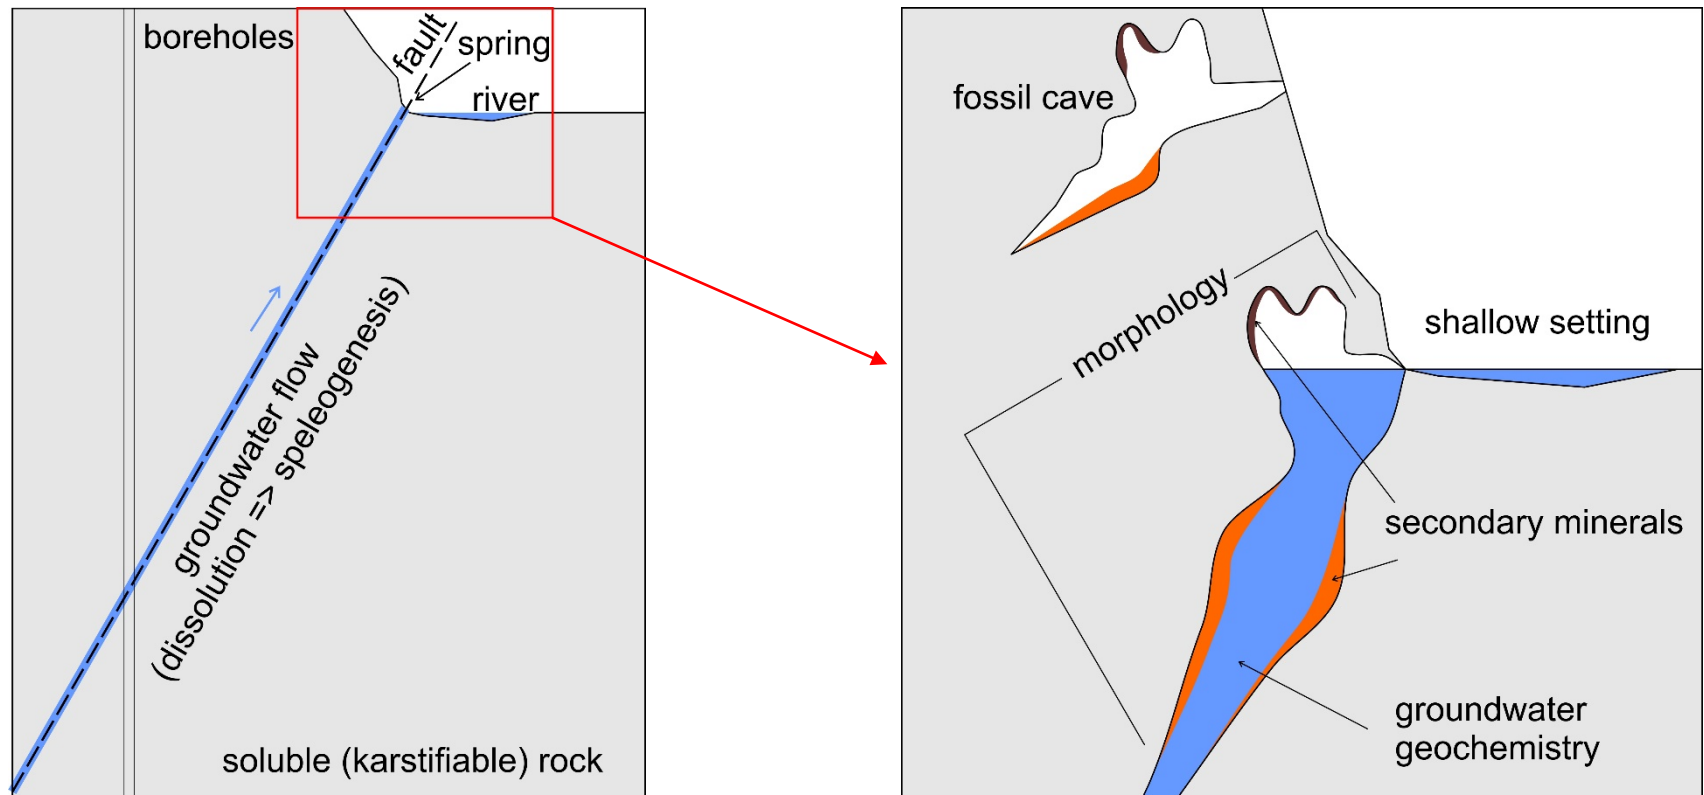 boreholes
fault
spring
river
groundwater flow
(dissolution => speleogenesis)
soluble (karstifiable) rock
fossil cave
morphology
shallow setting
secondary minerals
groundwater
geochemistry